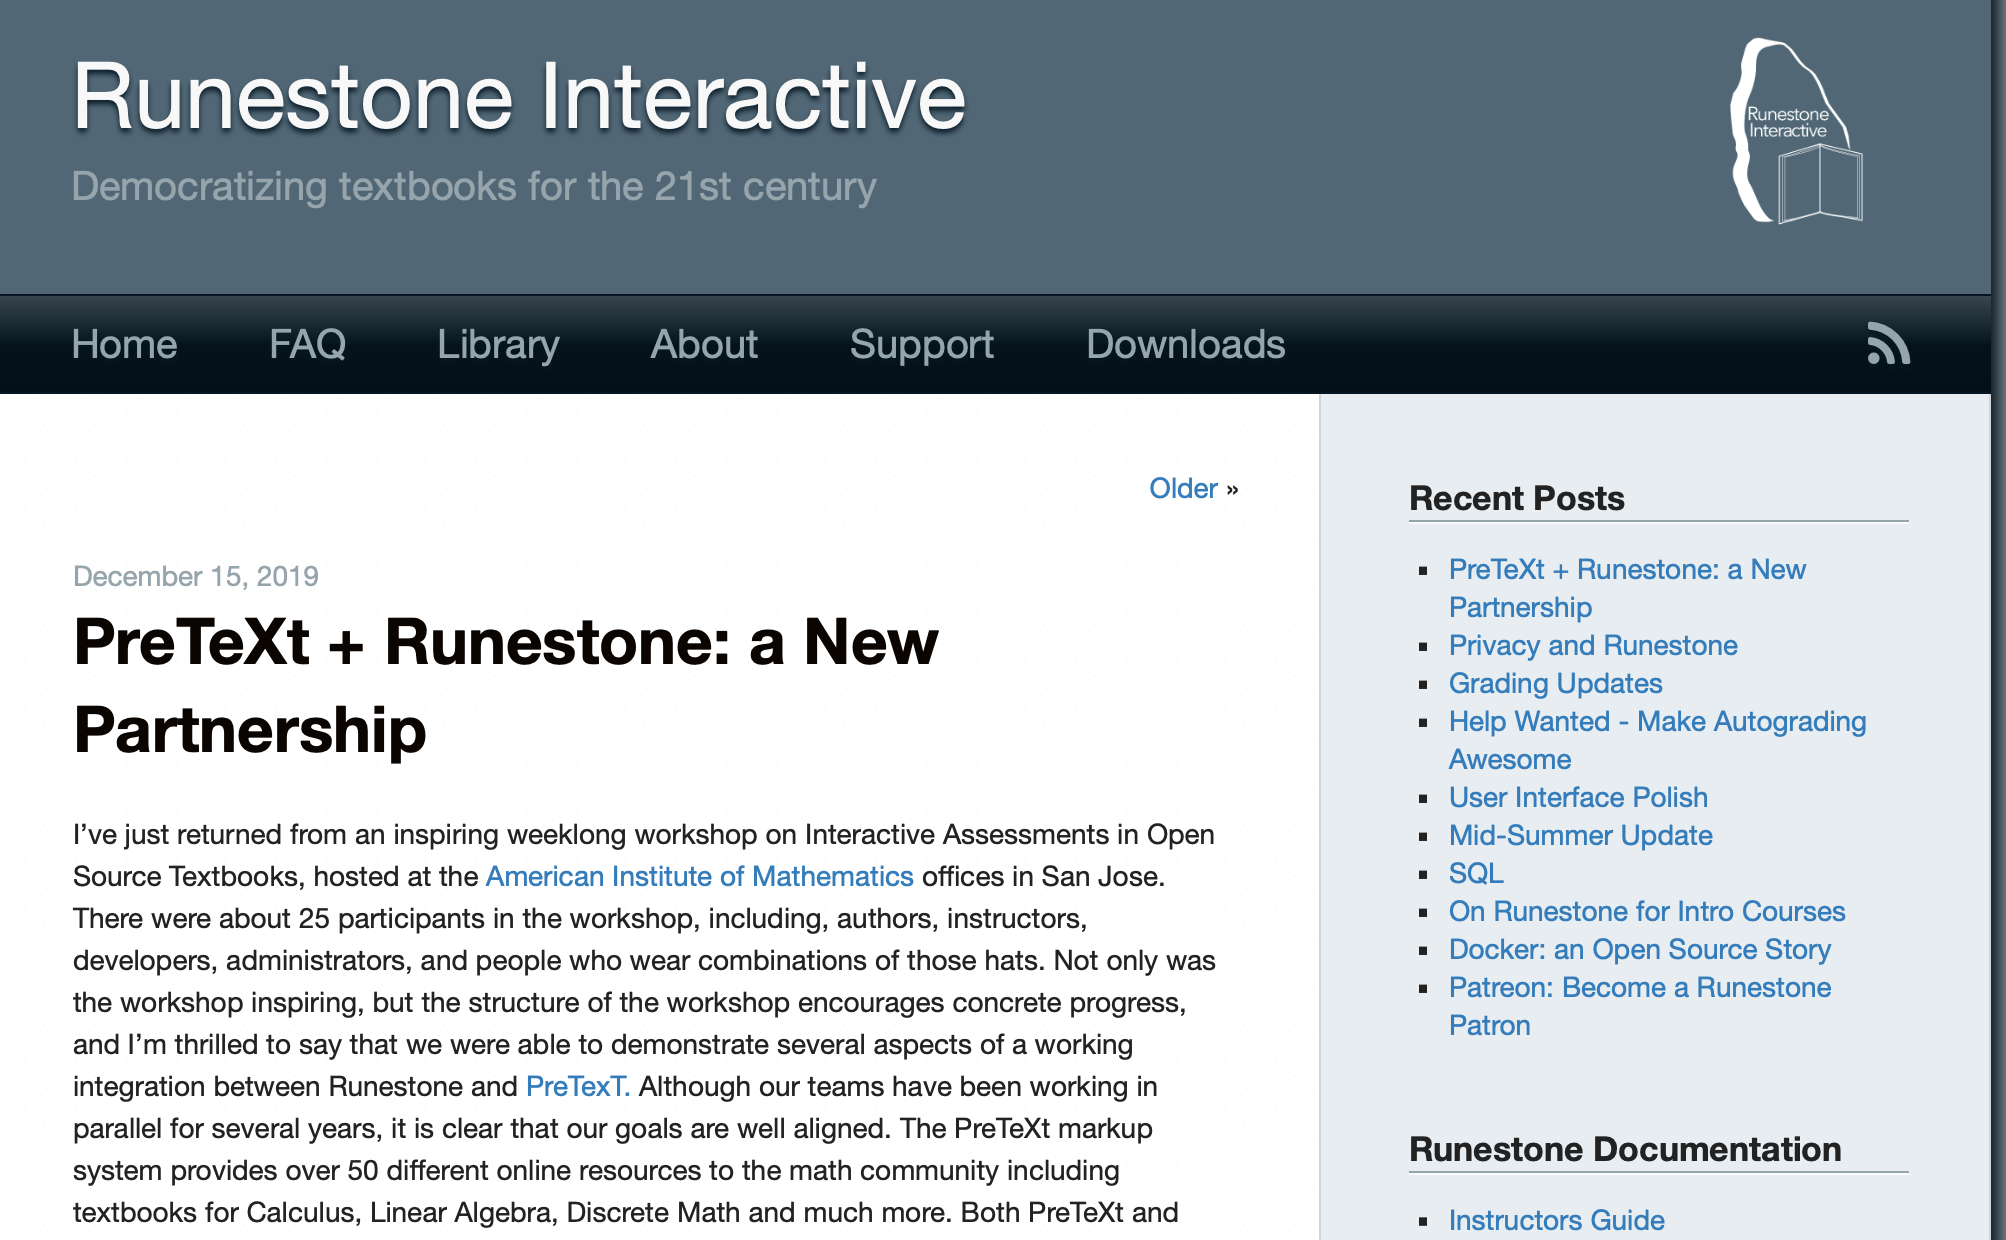 Runestone Interactive
Democratizing textbooks for the 21st century
Runestone
Interactive
Home FAQ Library About Support Downloads
Older »
December 15, 2019
PreTeXt + Runestone: a New
Partnership
I’ve just returned from an inspiring weeklong workshop on Interactive Assessments in Open
Source Textbooks, hosted at the American Institute of Mathematics offices in San Jose.
There were about 25 participants in the workshop, including, authors, instructors,
developers, administrators, and people who wear combinations of those hats. Not only was
the workshop inspiring, but the structure of the workshop encourages concrete progress,
and I’m thrilled to say that we were able to demonstrate several aspects of a working
integration between Runestone and PreTexT. Although our teams have been working in
parallel for several years, it is clear that our goals are well aligned. The PreTeXt markup
system provides over 50 different online resources to the math community including
textbooks for Calculus, Linear Algebra, Discrete Math and much more. Both PreTeXt and
Recent Posts
PreTeXt + Runestone: a New
Partnership
Privacy and Runestone
Grading Updates
Help Wanted - Make Autograding
Awesome
User Interface Polish
Mid-Summer Update
SQL
On Runestone for Intro Courses
Docker: an Open Source Story
Patreon: Become a Runestone
Patron
Runestone Documentation
Instructors Guide